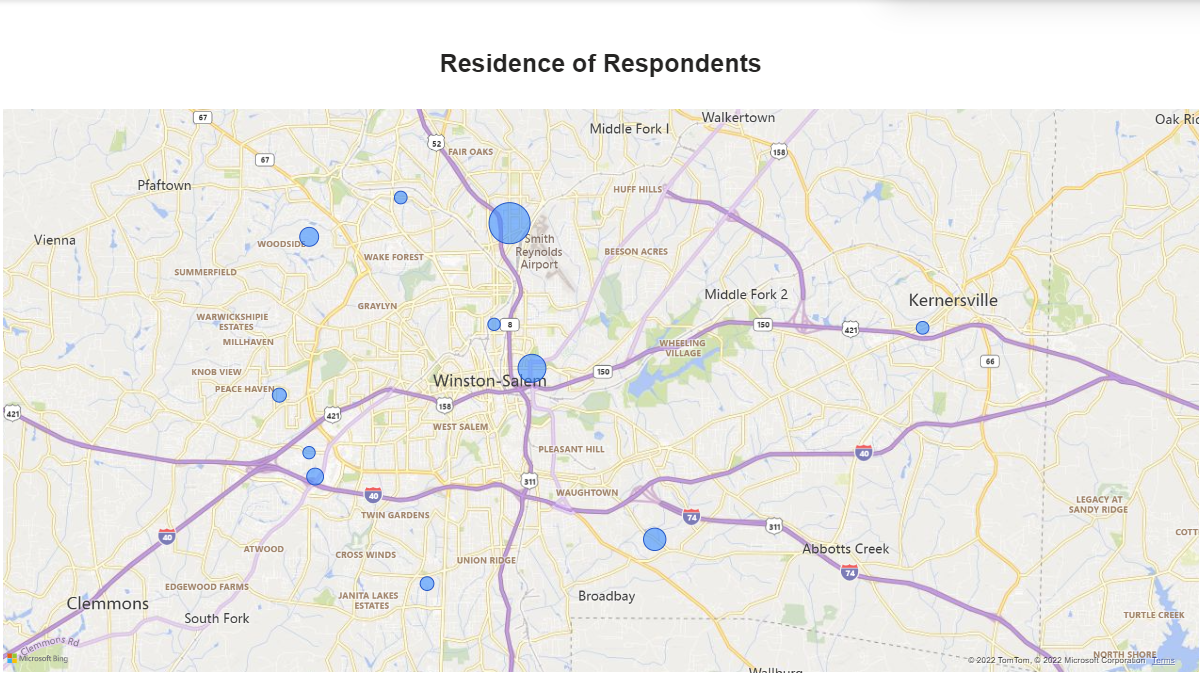 Residence of Respondents
67
Middle Fork I
Walkertown
Oak Ric
52
FAIR OAKS
158
67
Pfaftown
HUFF HILLS
Vienna
WOODSIDE
Smith
Reynolds
Airport
WAKE FOREST
BEESON ACRES
SUMMERFIELD
Middle Fork 2
Kernersville
GRAYLYN
WARWICKSHIPIE
ESTATES
8
150
421
MILLHAVEN
WHEELING
VILLAGE
66
KNOB VIEW
150
Winston-Salem
PEACE HAVEN
158
421
421
WEST SALEM
PLEASANT HILL
40
311
WAUGHTOWN
40
LEGACY AT
SANDY RIDGE
TWIN GARDENS
74
311
COTT
40
ATWOOD
CROSS WINDS
Abbotts Creek
UNION RIDGE
74
EDGEWOOD FARMS
JANITA LAKES
ESTATES
Broadbay
Clemmons
South Fork
TURTLE CREEK
Clemmons Rd
NORTH SHORE
Microsoft Bing
© 2022 TomTom, © 2022 Microsoft Corporation Terms
Wallburg